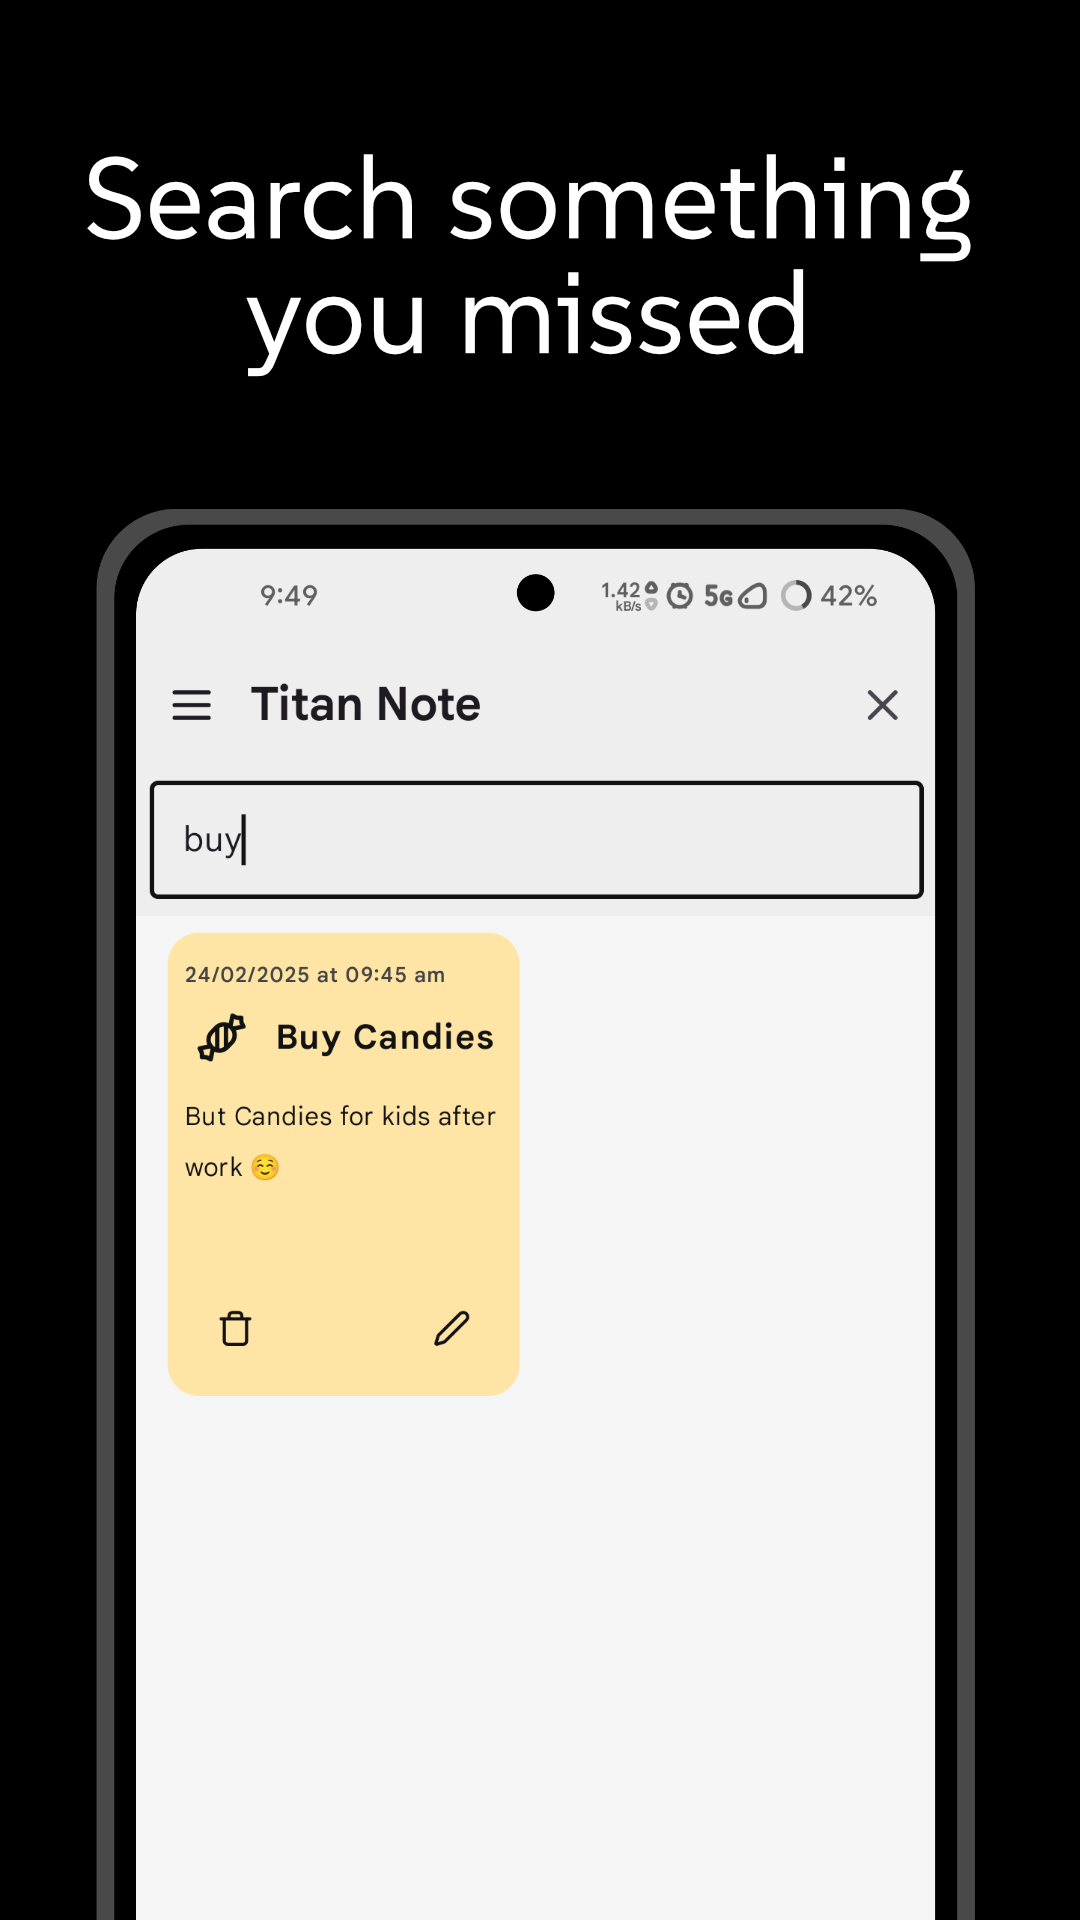 Search something
you missed
9:49
1.42
kB/s
5G
42%
Titan Note
buy
24/02/2025 at 09:45 am
Buy Candies
But Candies for kids after
work ☺️